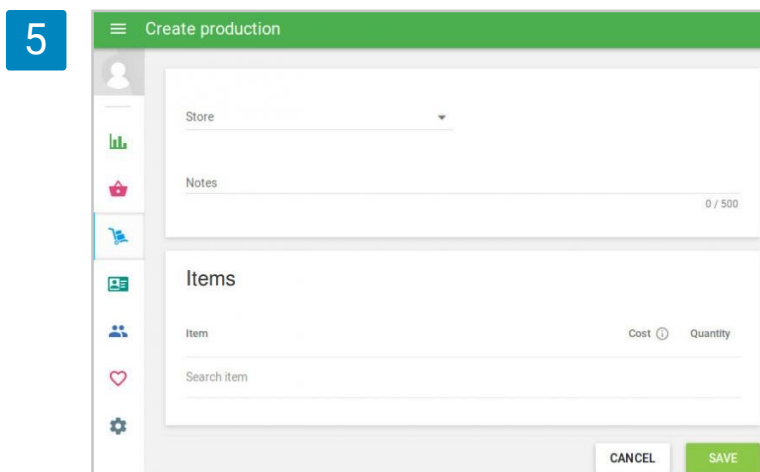 5
Create production
Store
Notes
0 / 500
Items
Item Cost Quantity
Search item
CANCEL SAVE